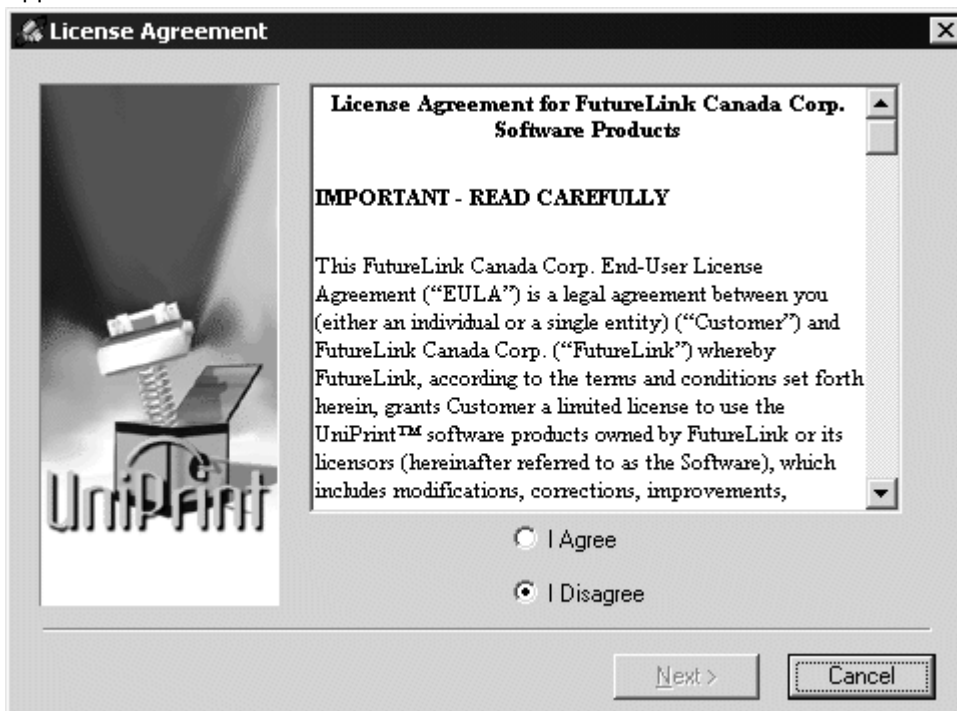 License Agreement
License Agreement for FutureLink Canada Corp.
Software Products
IMPORTANT - READ CAREFULLY
This FutureLink Canada Corp. End-User License
Agreement (“EULA”) is a legal agreement between you
(either an individual or a single entity) (“Customer”) and
FutureLink Canada Corp. (“FutureLink”) whereby
FutureLink, according to the terms and conditions set forth
herein, grants Customer a limited license to use the
UniPrint™ software products owned by FutureLink or its
licensors (hereinafter referred to as the Software), which
includes modifications, corrections, improvements,
UniPrint
I Agree
I Disagree
Next >
Cancel